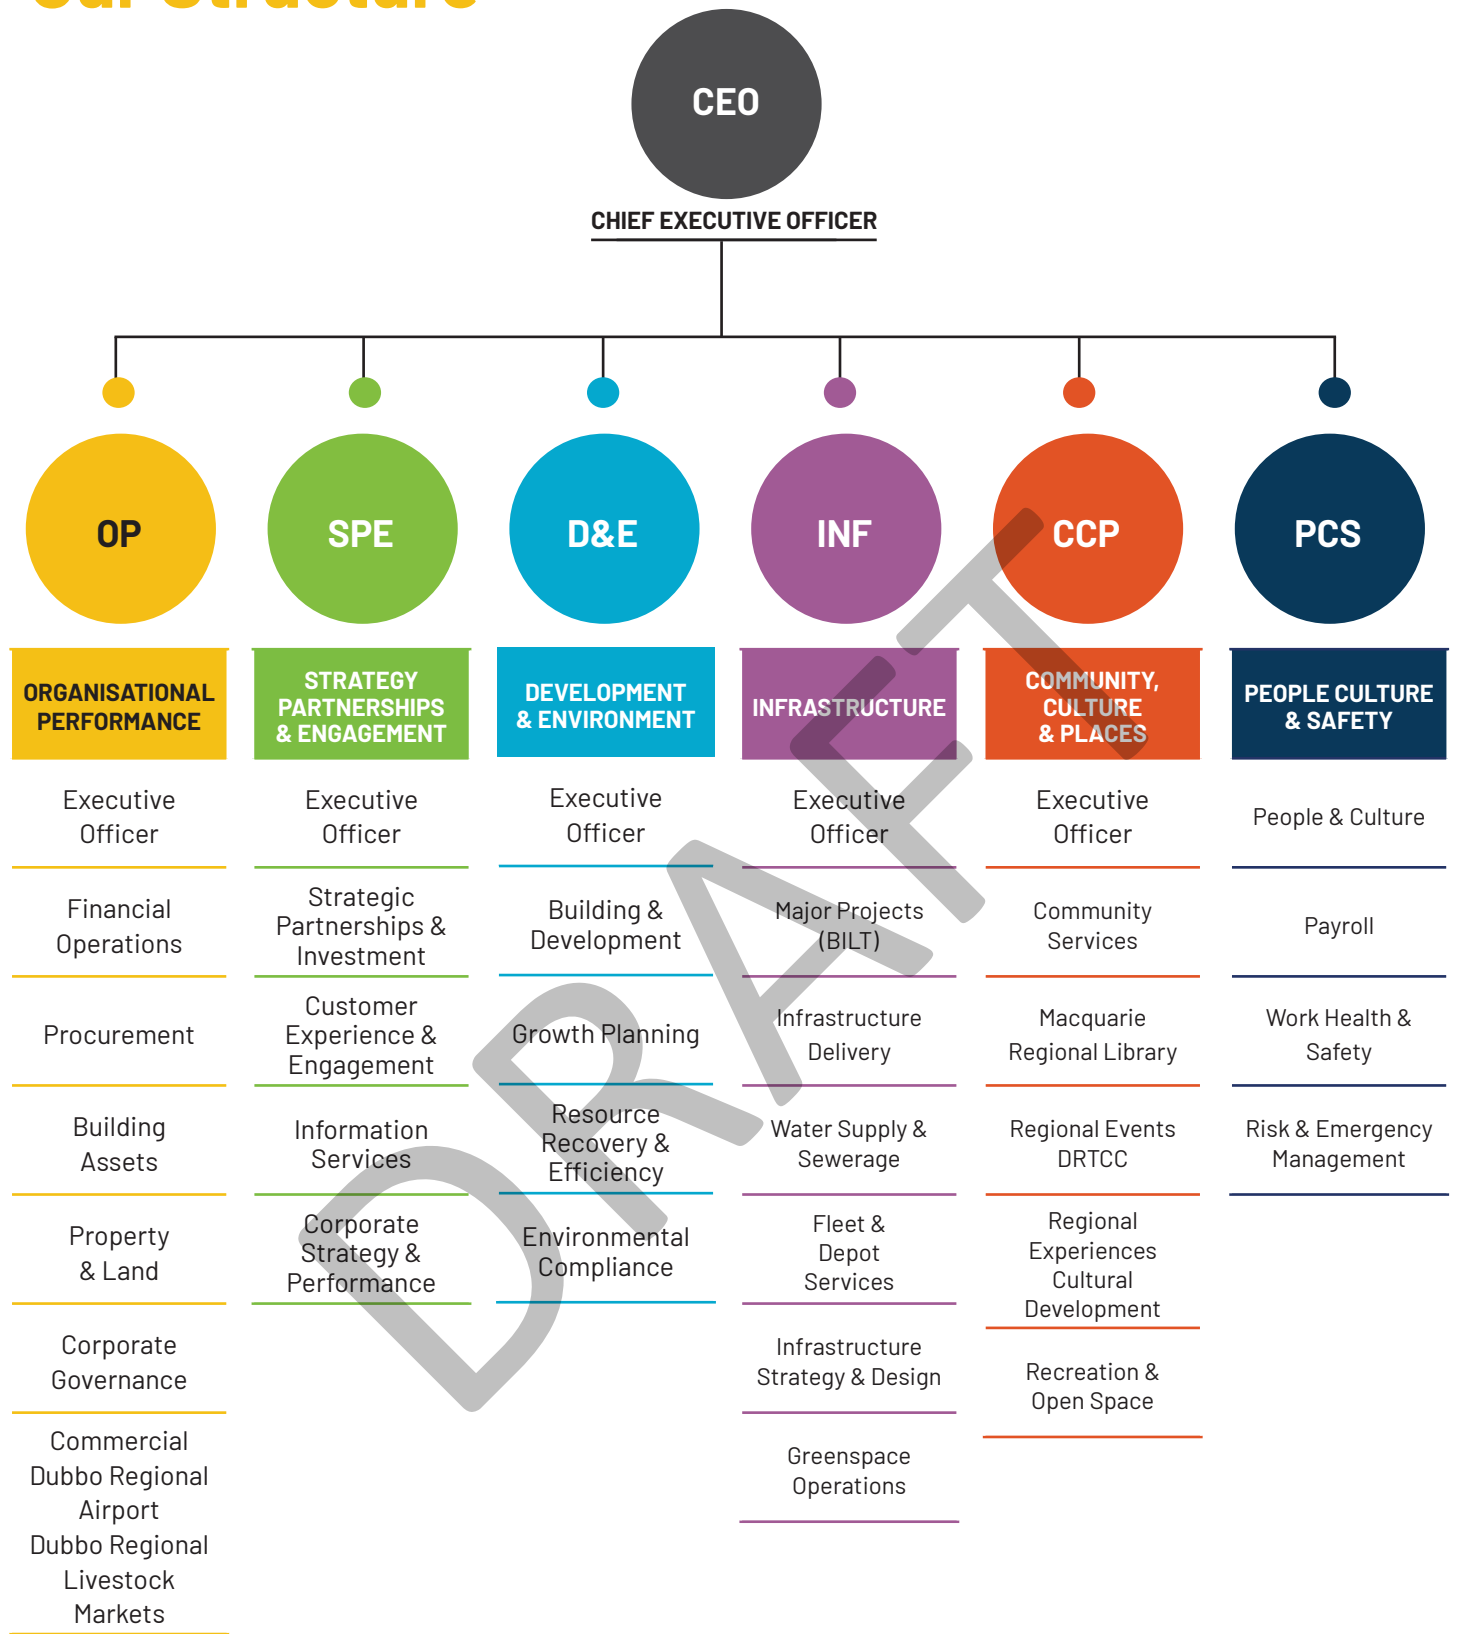 Our Structure
CEO
CHIEF EXECUTIVE OFFICER
OP
SPE
D&E
INF
CCP
PCS
ORGANISATIONAL
PERFORMANCE
Executive
Officer
Financial
Operations
Procurement
Building
Assets
Property
& Land
Corporate
Governance
Commercial
Dubbo Regional
Airport
Dubbo Regional
Livestock
Markets
STRATEGY
PARTNERSHIPS
& ENGAGEMENT
Executive
Officer
Strategic
Partnerships &
Investment
Customer
Experience &
Engagement
Information
Services
Corporate
Strategy &
Performance
DEVELOPMENT
& ENVIRONMENT
Executive
Officer
Building &
Development
Growth Planning
Resource
Recovery &
Efficiency
Environmental
Compliance
INFRASTRUCTURE
Executive
Officer
Major Projects
(BILT)
Infrastructure
Delivery
Water Supply &
Sewerage
Fleet &
Depot
Services
Infrastructure
Strategy & Design
Greenspace
Operations
COMMUNITY,
CULTURE
& PLACES
Executive
Officer
Community
Services
Macquarie
Regional Library
Regional Events
DRTCC
Regional
Experiences
Cultural
Development
Recreation &
Open Space
PEOPLE CULTURE
& SAFETY
People & Culture
Payroll
Work Health &
Safety
Risk & Emergency
Management
DRAFT